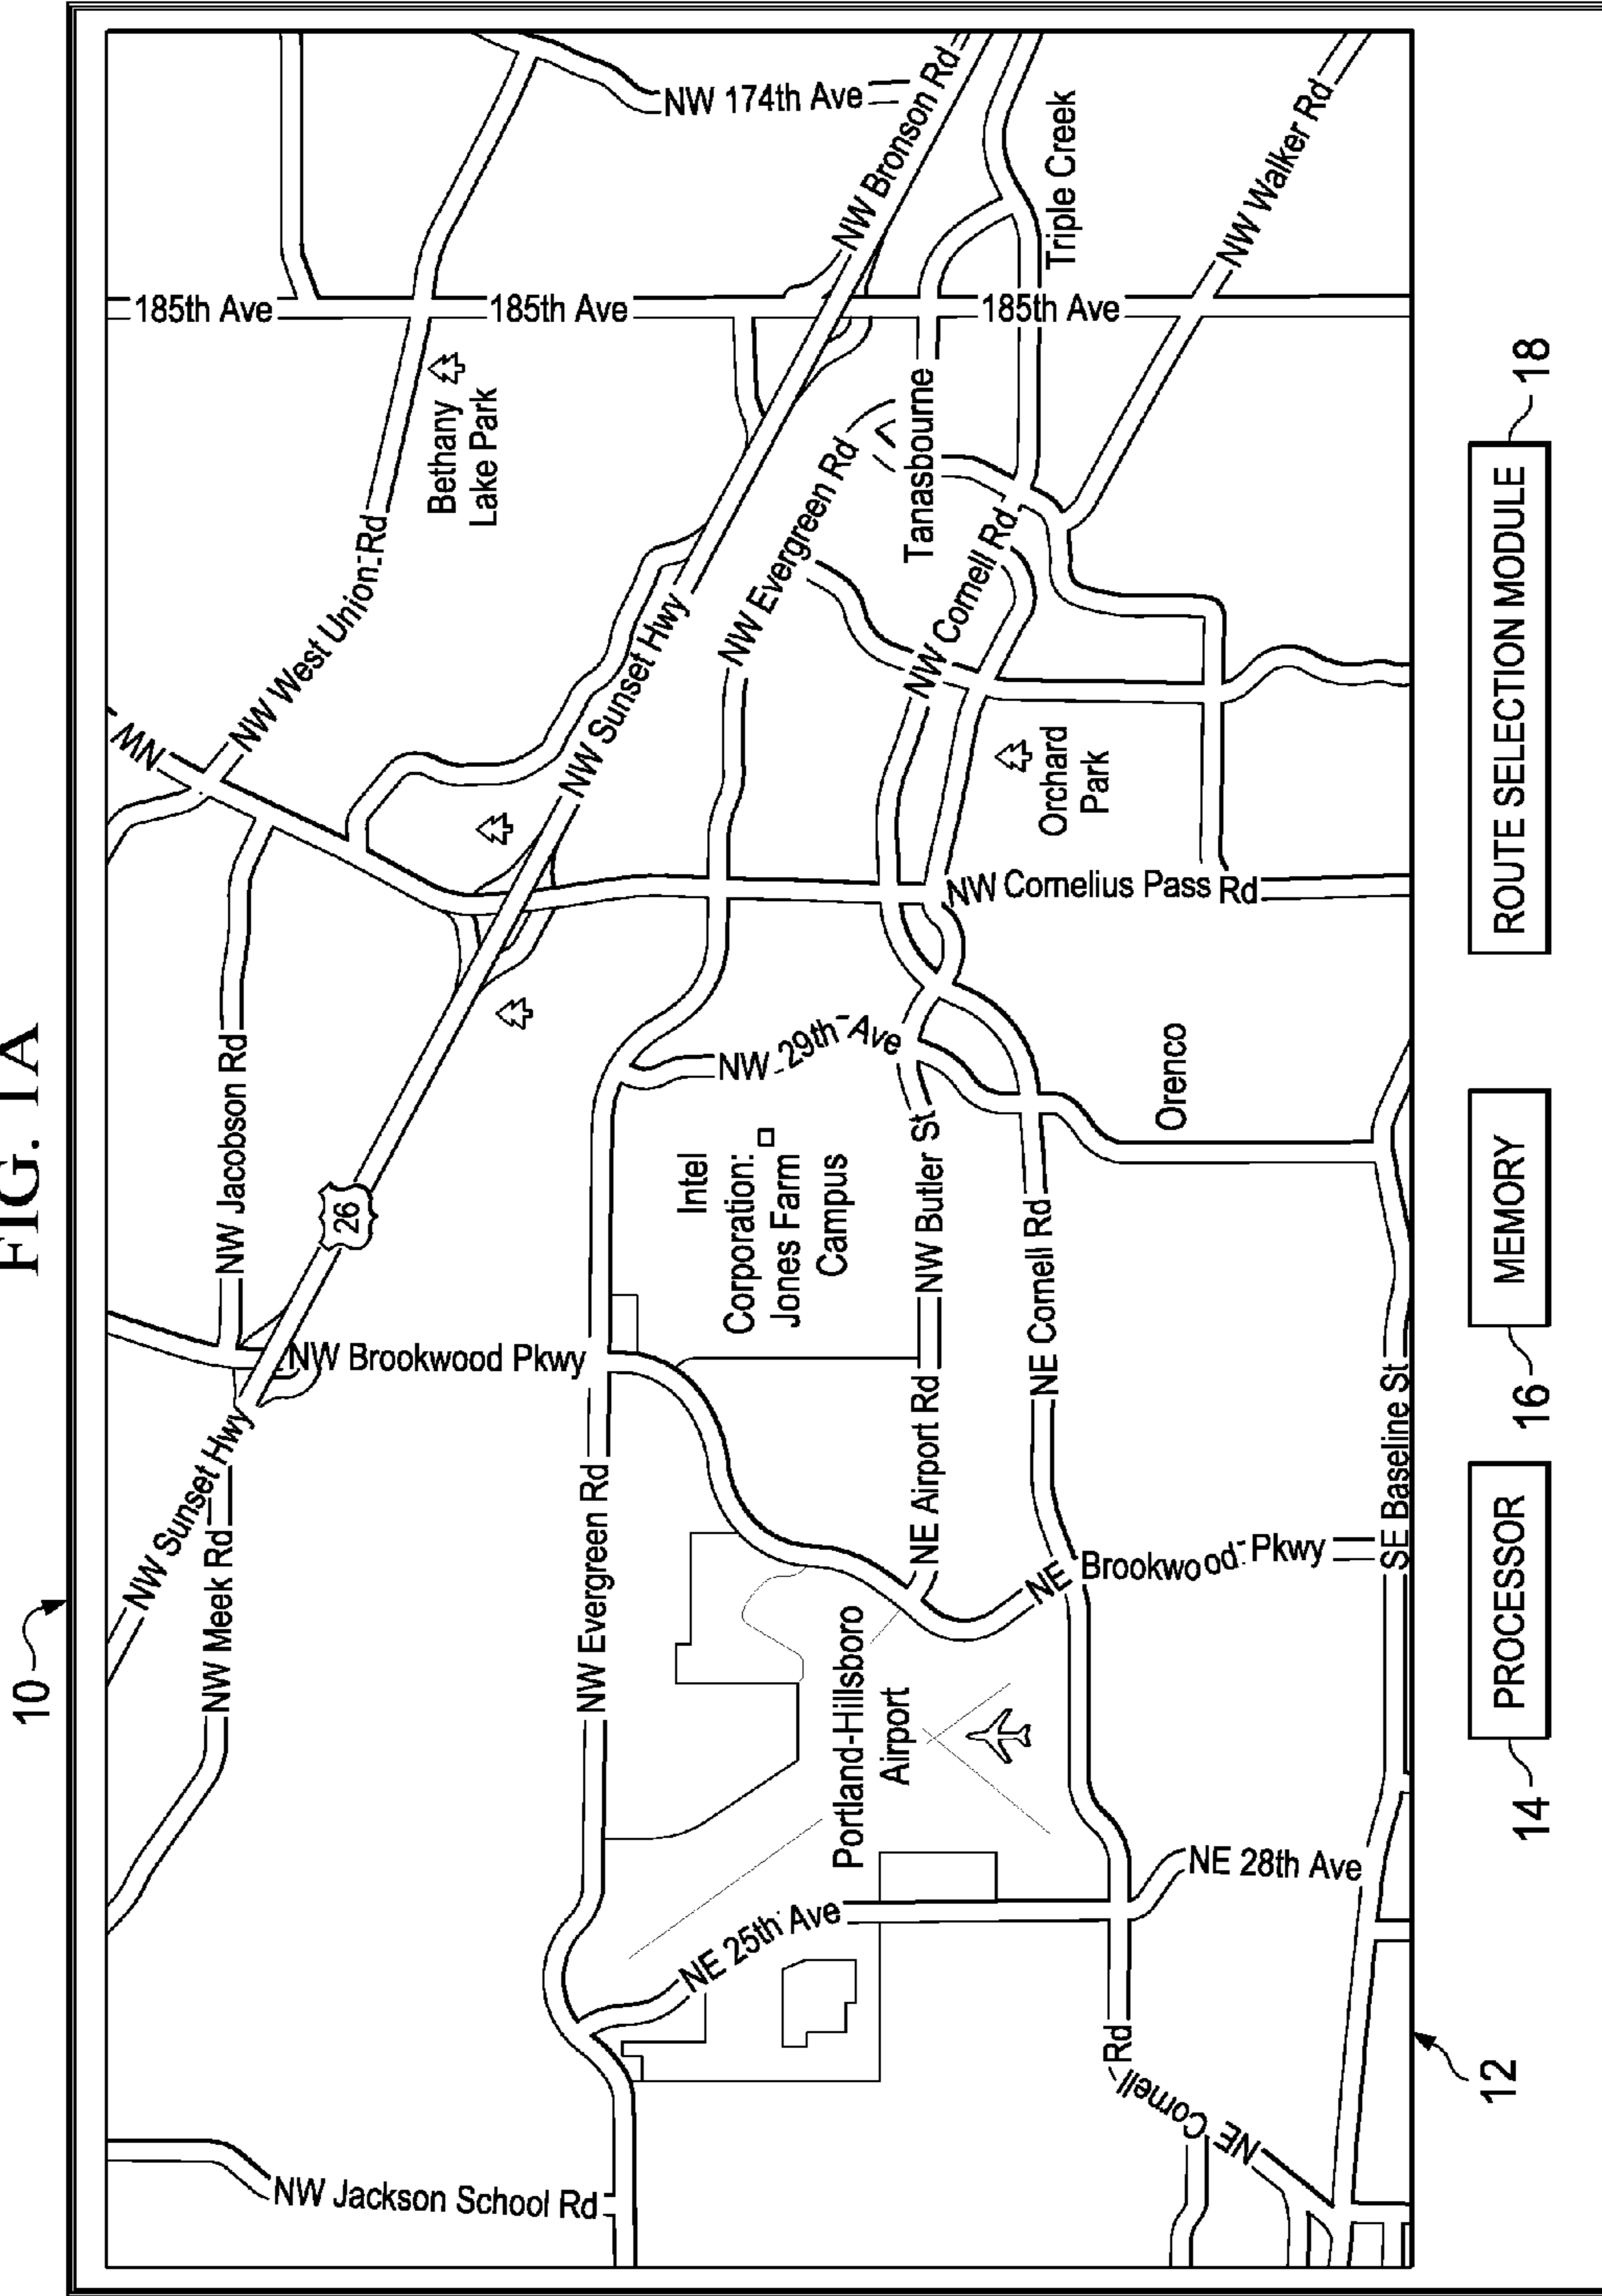 FIG. 1A
10
NW Jackson School Rd
NW Meek Rd
NW Sunset Hwy
NW Jacobson Rd
26
NW Brookwood Pkwy
NW
NW West Union Rd
185th Ave
185th Ave
185th Ave
NW 174th Ave
Bethany
Lake Park
NW Sunset Hwy
NW Bronson Rd
NW Evergreen Rd
NW Evergreen Rd
Intel
Corporation:
Jones Farm
Campus
NW 29th Ave
NE 25th Ave
Portland-Hillsboro
Airport
NE Airport Rd
NW Butler St
NW Cornell Rd
Tanasbourne
Triple Creek
NW Walker Rd
Orchard
Park
NW Cornelius Pass Rd
NE Cornell Rd
NE Brookwood Pkwy
Orenco
NE 28th Ave
NE Cornell Rd
SE Baseline St
12
14
PROCESSOR
16
MEMORY
ROUTE SELECTION MODULE
18